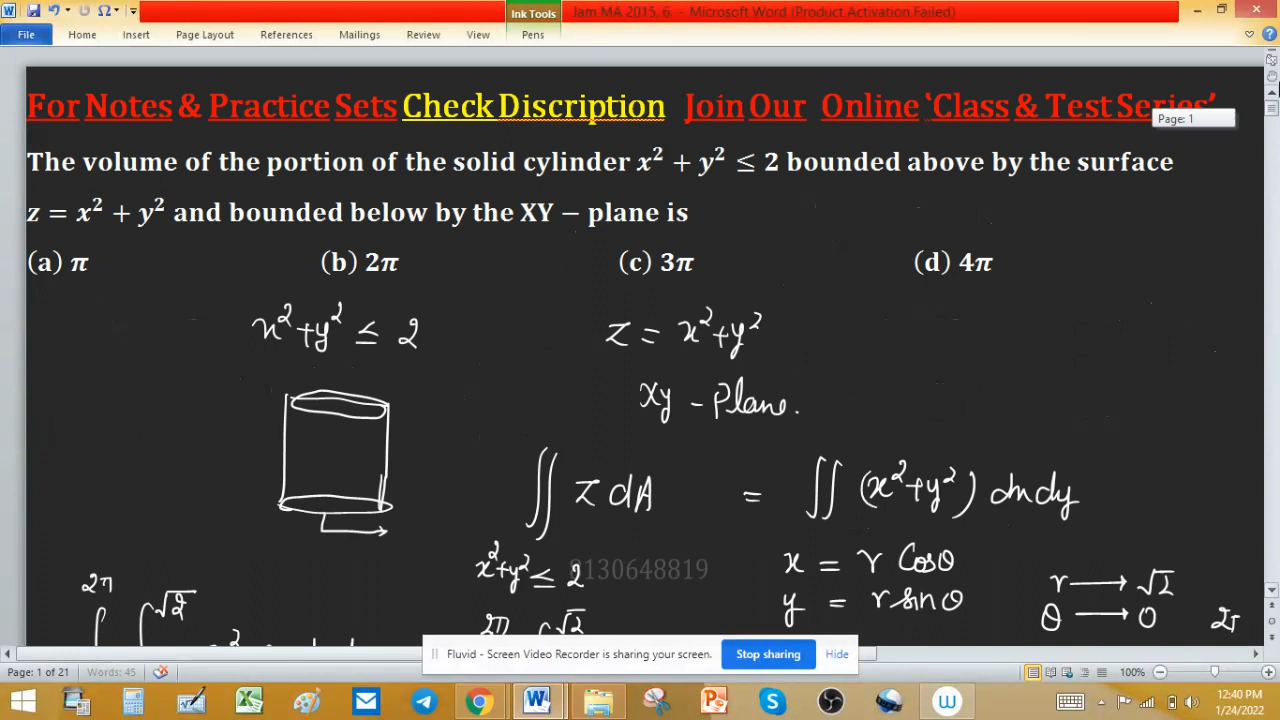 Ink Tools
Jam MA 2015. 6. - Microsoft Word (Product Activation Failed)
File Home Insert Page Layout References Mailings Review View Pens
For Notes & Practice Sets Check Discription Join Our Online ‘Class & Test Series’
Page: 1
The volume of the portion of the solid cylinder x² + y² ≤ 2 bounded above by the surface
z = x² + y² and bounded below by the XY − plane is
(a) π (b) 2π (c) 3π (d) 4π
x²+y² ≤ 2 z = x²+y²
xy - Plane.
∬ z dA = ∬ (x²+y²) dxdy
x²+y² ≤ 2
8130648819
x = r Cosθ
y = r sinθ
r → √2
θ → 0 2π
2π √2
2π √2
Fluvid - Screen Video Recorder is sharing your screen. Stop sharing Hide
Page: 1 of 21 Words: 45 100%
12:40 PM
1/24/2022